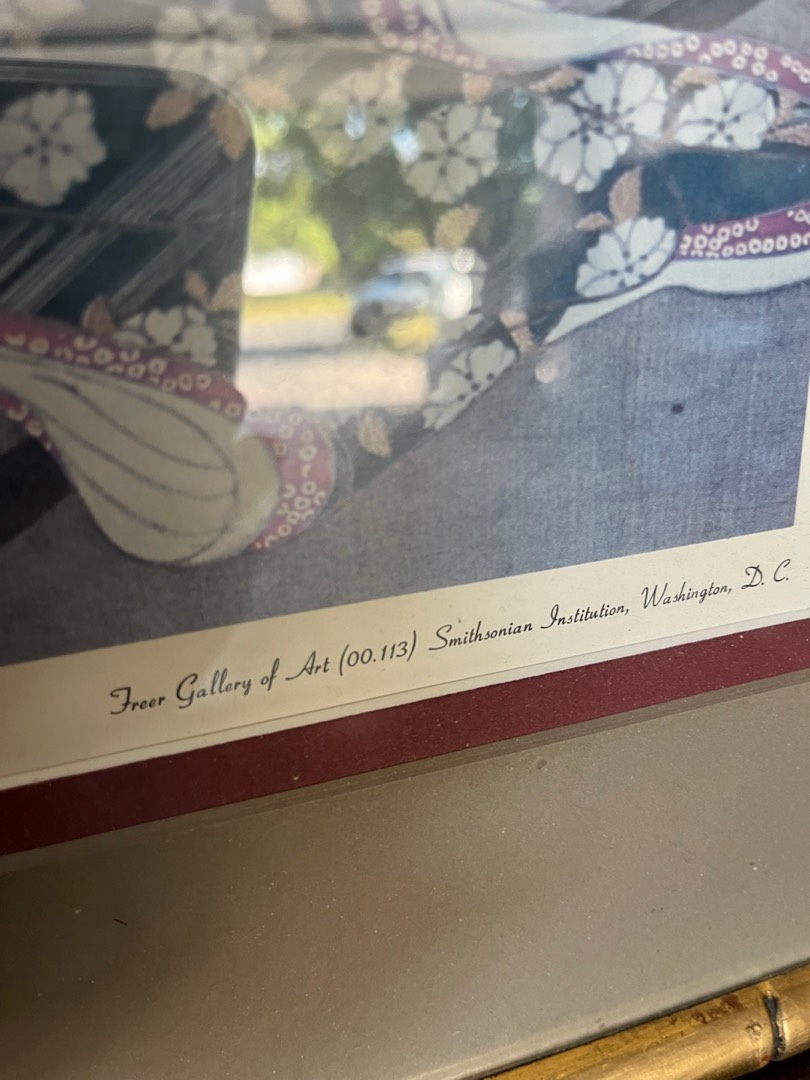 Freer Gallery of Art (00.113) Smithsonian Institution, Washington, D. C.